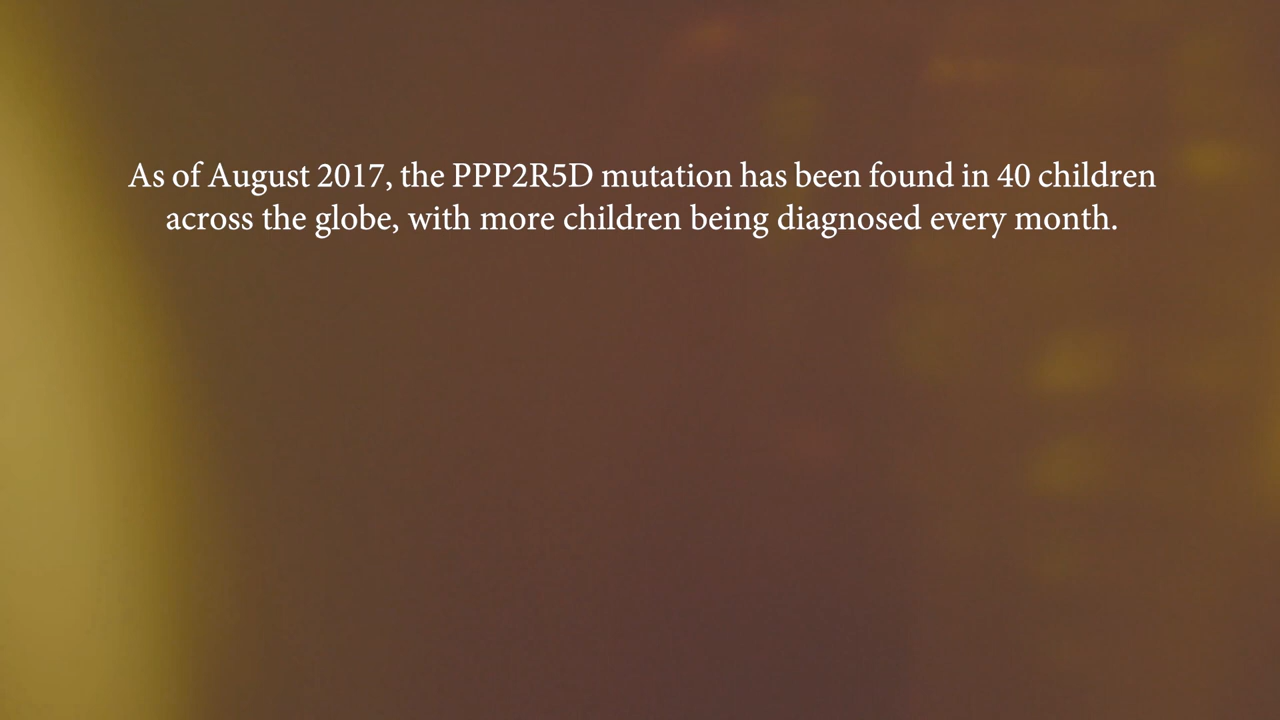 As of August 2017, the PPP2R5D mutation has been found in 40 children
across the globe, with more children being diagnosed every month.